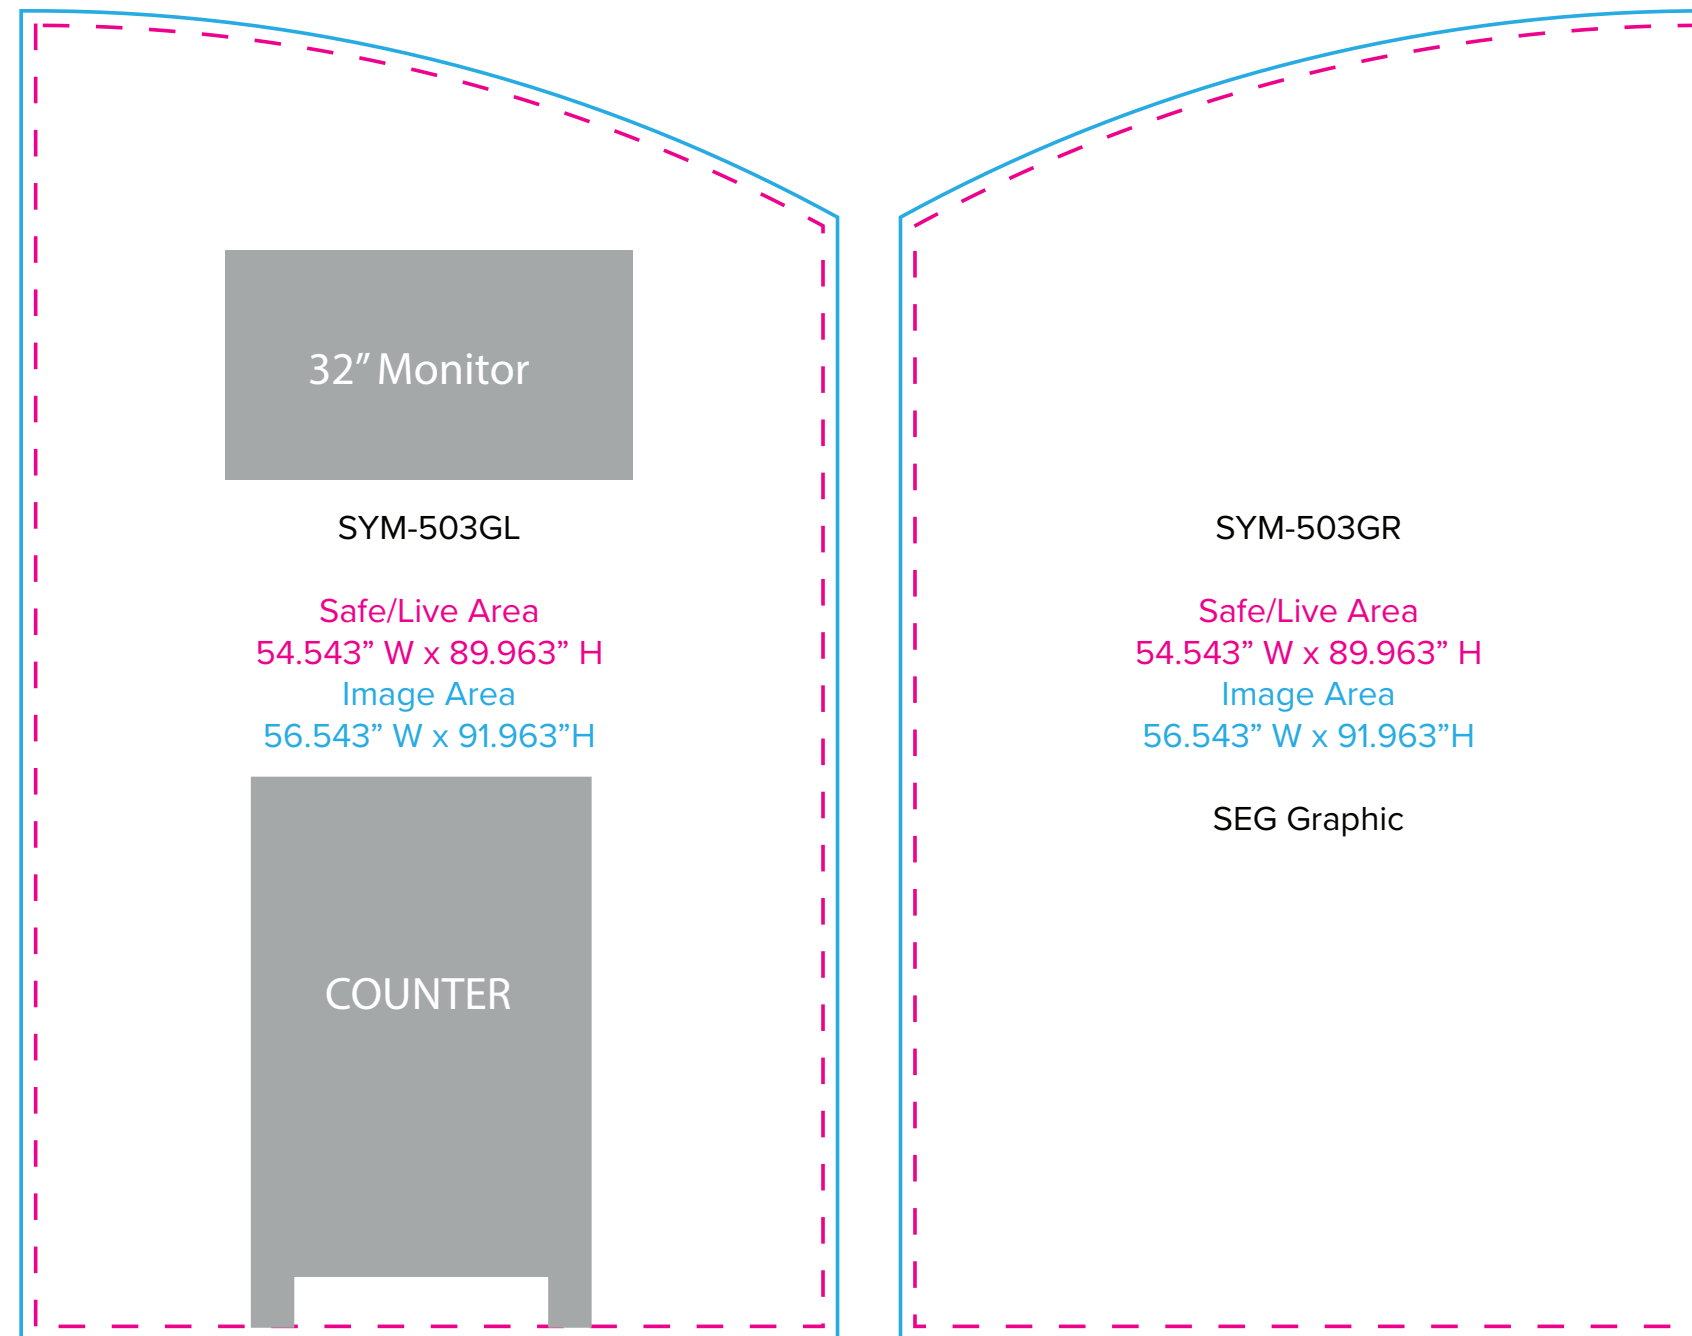 32” Monitor
SYM-503GL
Safe/Live Area
54.543” W x 89.963” H
Image Area
56.543” W x 91.963”H
COUNTER
SYM-503GR
Safe/Live Area
54.543” W x 89.963” H
Image Area
56.543” W x 91.963”H
SEG Graphic